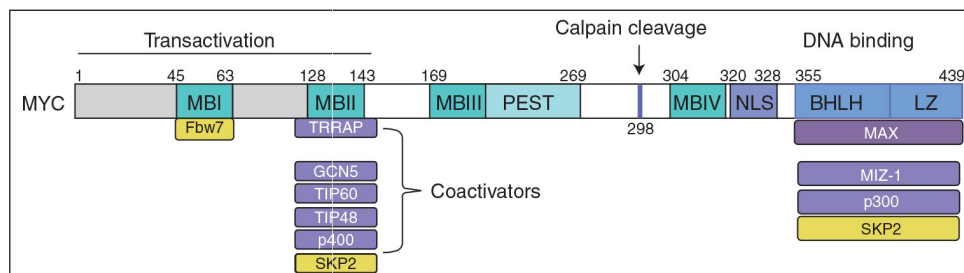 Transactivation Calpain cleavage DNA binding
1 45 63 128 143 169 269 304 320 328 355 439
MYC MBI MBII MBIII PEST MBIV NLS BHLH LZ
Fbw7 TRRAP 298 MAX
GCN5 MIZ-1
TIP60 Coactivators p300
TIP48 SKP2
p400
SKP2